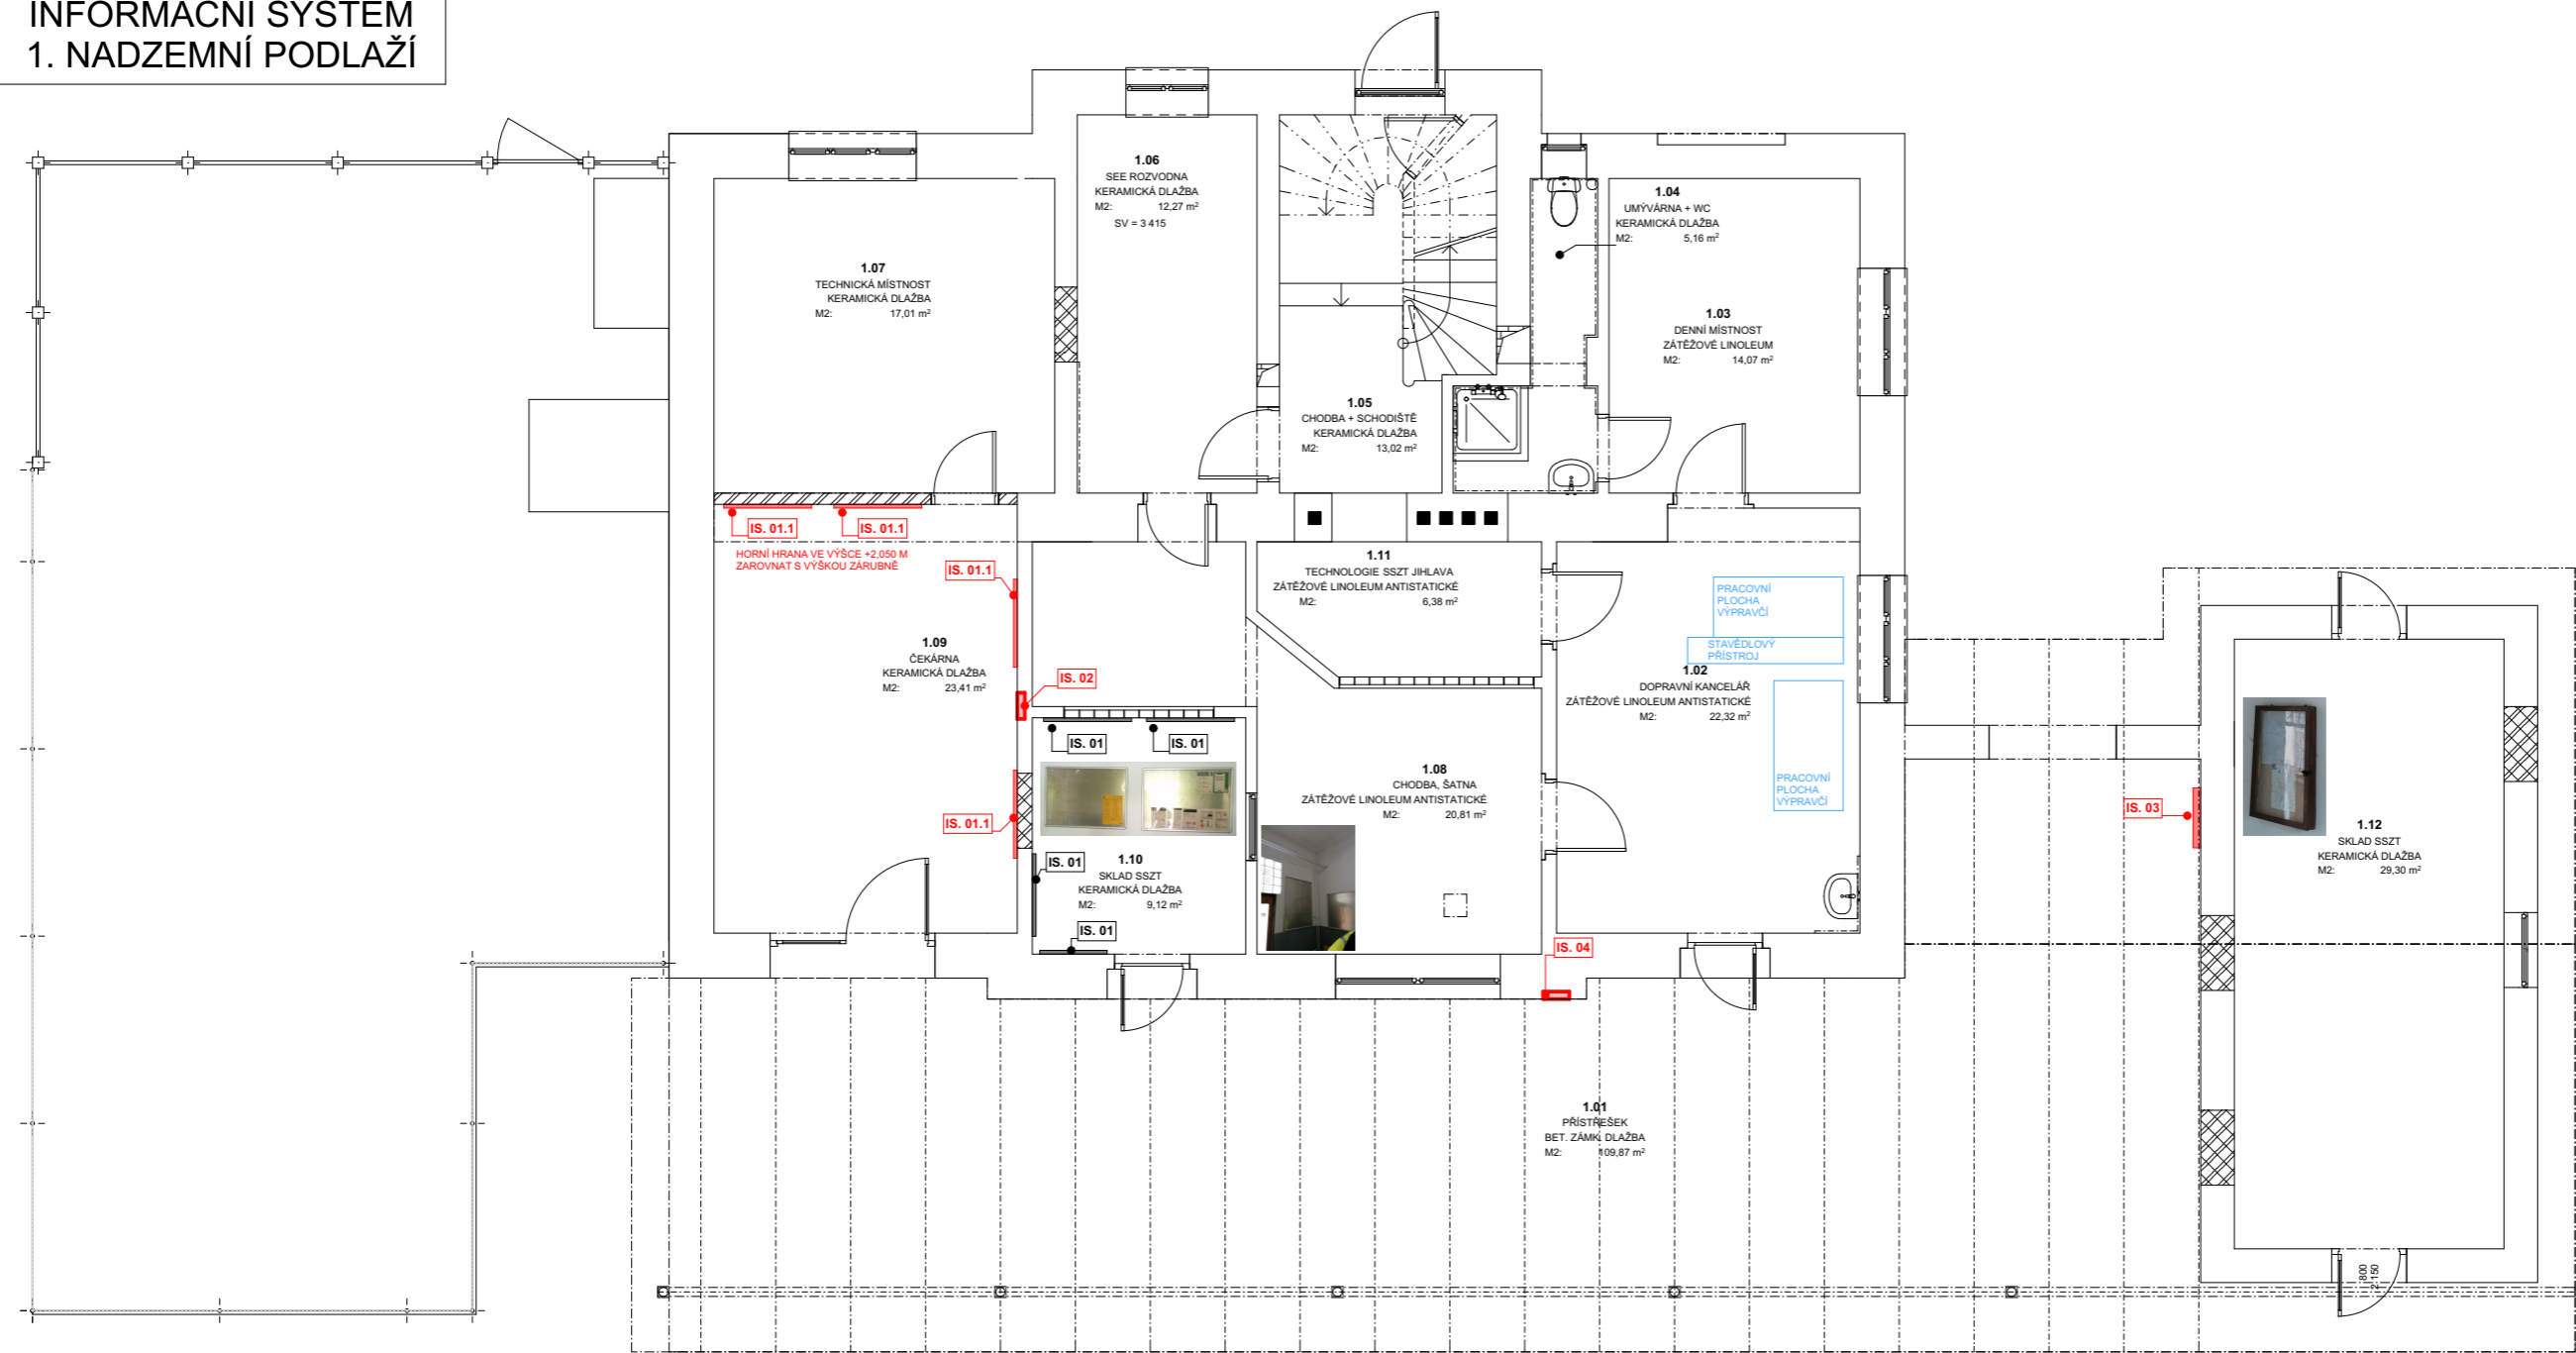 INFORMAČNÍ SYSTÉM
1. NADZEMNÍ PODLAŽÍ
1.06
SEE ROZVODNA
KERAMICKÁ DLAŽBA
M2: 12,27 m²
SV = 3 415
1.04
UMÝVÁRNA + WC
KERAMICKÁ DLAŽBA
M2: 5,16 m²
1.07
TECHNICKÁ MÍSTNOST
KERAMICKÁ DLAŽBA
M2: 17,01 m²
1.03
DENNÍ MÍSTNOST
ZÁTĚŽOVÉ LINOLEUM
M2: 14,07 m²
1.05
CHODBA + SCHODIŠTĚ
KERAMICKÁ DLAŽBA
M2: 13,02 m²
IS. 01.1
IS. 01.1
HORNÍ HRANA VE VÝŠCE +2,050 M
ZAROVNAT S VÝŠKOU ZÁRUBNĚ
IS. 01.1
1.11
TECHNOLOGIE SSZT JIHLAVA
ZÁTĚŽOVÉ LINOLEUM ANTISTATICKÉ
M2: 6,38 m²
PRACOVNÍ
PLOCHA
VÝPRAVČÍ
STAVĚDLOVÝ
PŘÍSTROJ
1.09
ČEKÁRNA
KERAMICKÁ DLAŽBA
M2: 23,41 m²
IS. 02
1.02
DOPRAVNÍ KANCELÁŘ
ZÁTĚŽOVÉ LINOLEUM ANTISTATICKÉ
M2: 22,32 m²
IS. 01
IS. 01
1.08
CHODBA, ŠATNA
ZÁTĚŽOVÉ LINOLEUM ANTISTATICKÉ
M2: 20,81 m²
PRACOVNÍ
PLOCHA
VÝPRAVČÍ
IS. 03
IS. 01.1
1.12
SKLAD SSZT
KERAMICKÁ DLAŽBA
M2: 29,30 m²
IS. 01
1.10
SKLAD SSZT
KERAMICKÁ DLAŽBA
M2: 9,12 m²
IS. 01
IS. 04
1.01
PŘÍSTŘEŠEK
BET. ZÁMK. DLAŽBA
M2: 109,87 m²
800
2 150